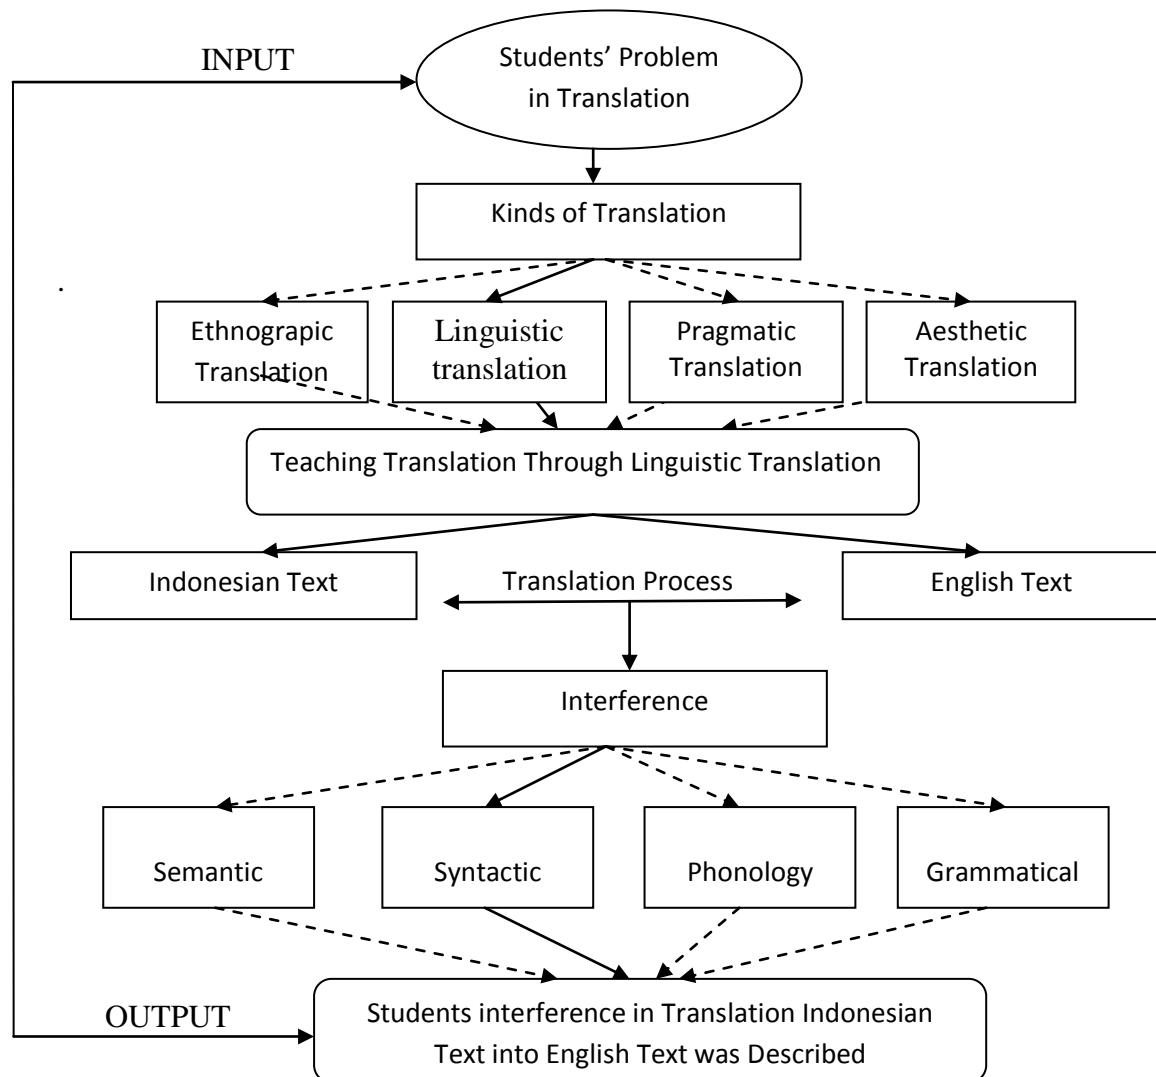 INPUT
Students’ Problem
in Translation
Kinds of Translation
Ethnograpic
Translation
Linguistic
translation
Pragmatic
Translation
Aesthetic
Translation
Teaching Translation Through Linguistic Translation
Indonesian Text
Translation Process
English Text
Interference
Semantic
Syntactic
Phonology
Grammatical
OUTPUT
Students interference in Translation Indonesian
Text into English Text was Described